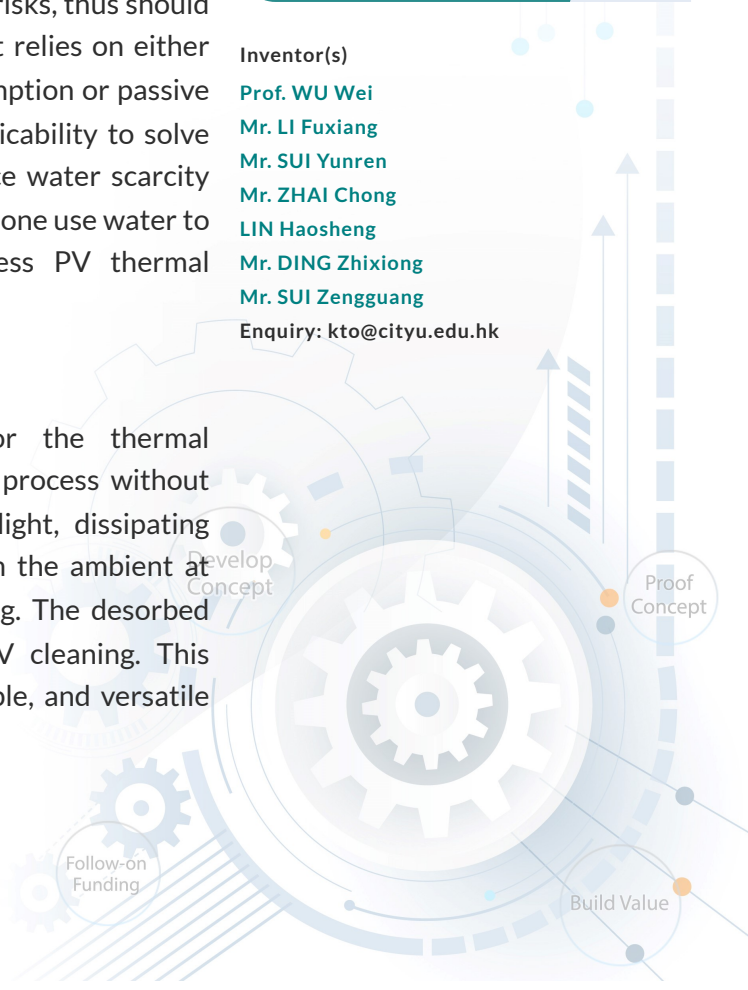 risks, thus should
t relies on either
nption or passive
icability to solve
ce water scarcity
one use water to
ess PV thermal
or the thermal
process without
light, dissipating
n the ambient at
g. The desorbed
V cleaning. This
ble, and versatile
Inventor(s)
Prof. WU Wei
Mr. LI Fuxiang
Mr. SUI Yunren
Mr. ZHAI Chong
LIN Haosheng
Mr. DING Zhixiong
Mr. SUI Zengguang
Enquiry: kto@cityu.edu.hk
Develop
Concept
Proof
Concept
Follow-on
Funding
Build Value